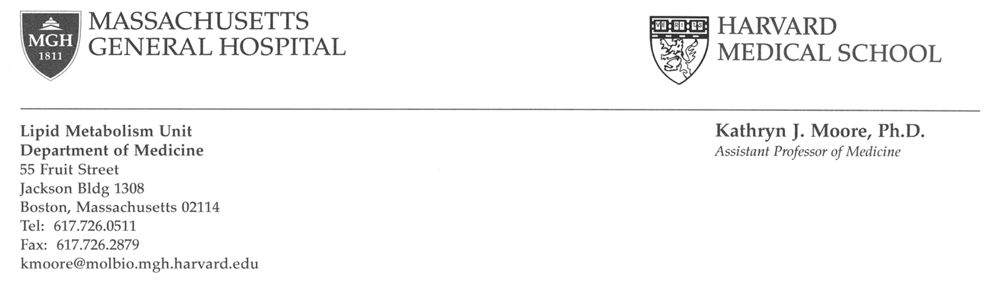 MGH
1811
MASSACHUSETTS
GENERAL HOSPITAL
VE RI TAS
HARVARD
MEDICAL SCHOOL
Lipid Metabolism Unit
Department of Medicine
55 Fruit Street
Jackson Bldg 1308
Boston, Massachusetts 02114
Tel: 617.726.0511
Fax: 617.726.2879
kmoore@molbio.mgh.harvard.edu
Kathryn J. Moore, Ph.D.
Assistant Professor of Medicine